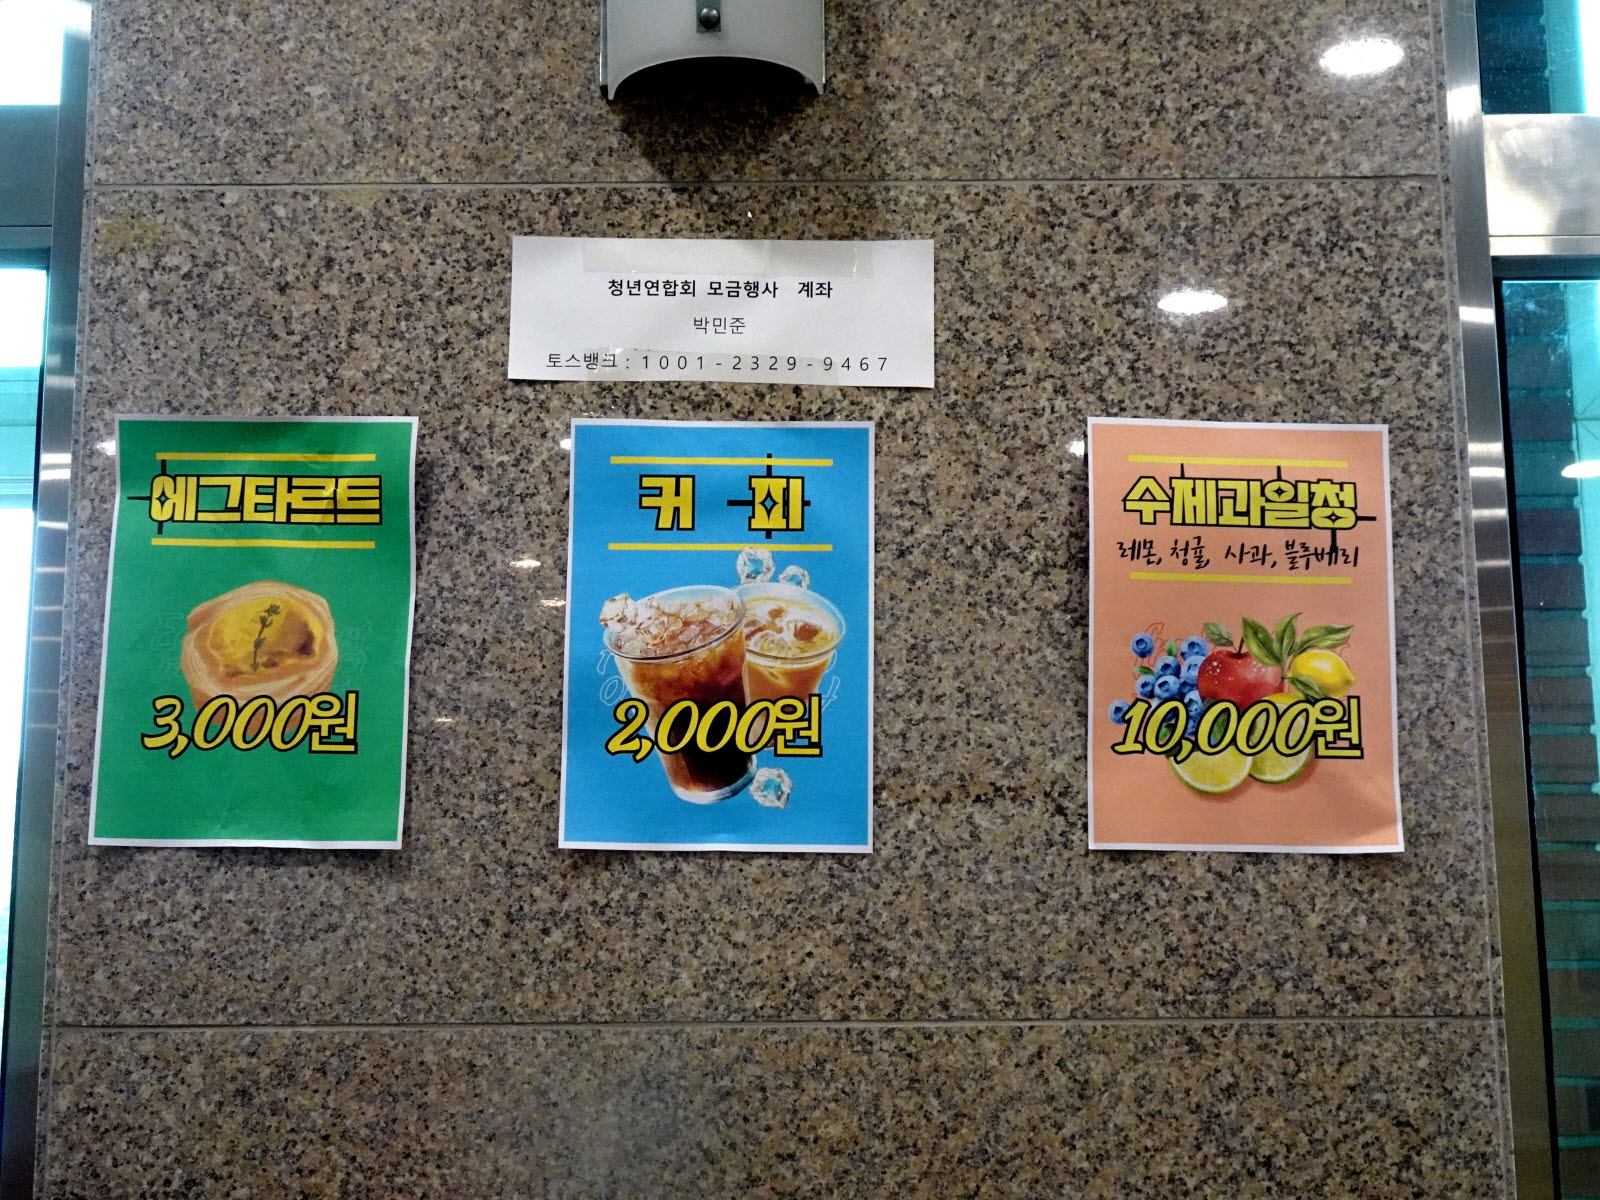 청년연합회 모금행사 계좌
박민준
토스뱅크 : 1001-2329-9467
에그타르트
3,000원
커 피
2,000원
수제과일청
레몬, 청귤, 사과, 블루베리
10,000원